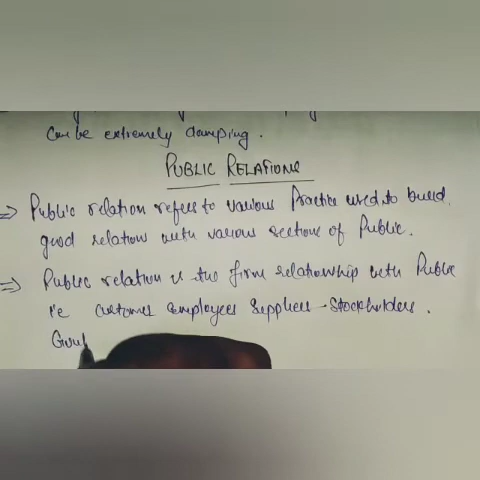 can be extremely damping.
PUBLIC RELATIONS
=> Public relation refers to various Practice used to build
good relation with various sections of Public.
=> Public relation is the firm relationship with Public
i.e customer employees Suppliers - Stockholders.